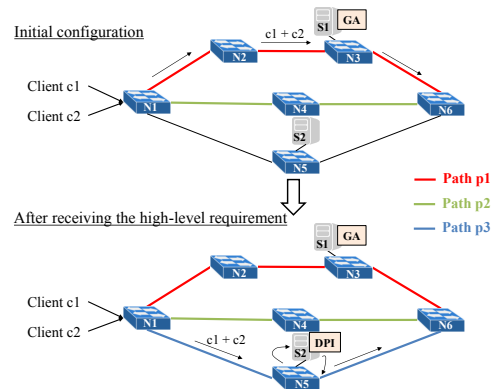 Initial configuration
S1 GA
c1 + c2
N2 N3
Client c1
Client c2
N1 N4 N6
S2
N5
Path p1
Path p2
Path p3
After receiving the high-level requirement
S1 GA
N2 N3
Client c1
Client c2
N1 N4 N6
c1 + c2
S2 DPI
N5